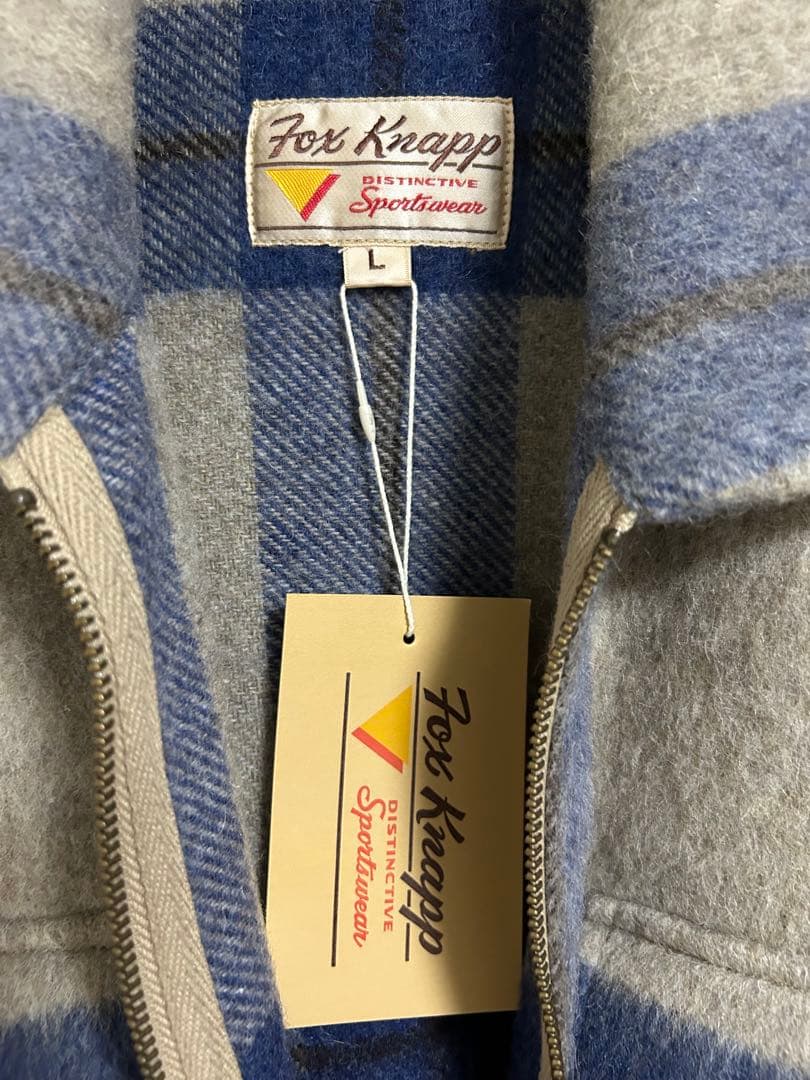 Fox Knapp
DISTINCTIVE
Sportswear
L
Fox Knapp
DISTINCTIVE
Sportswear